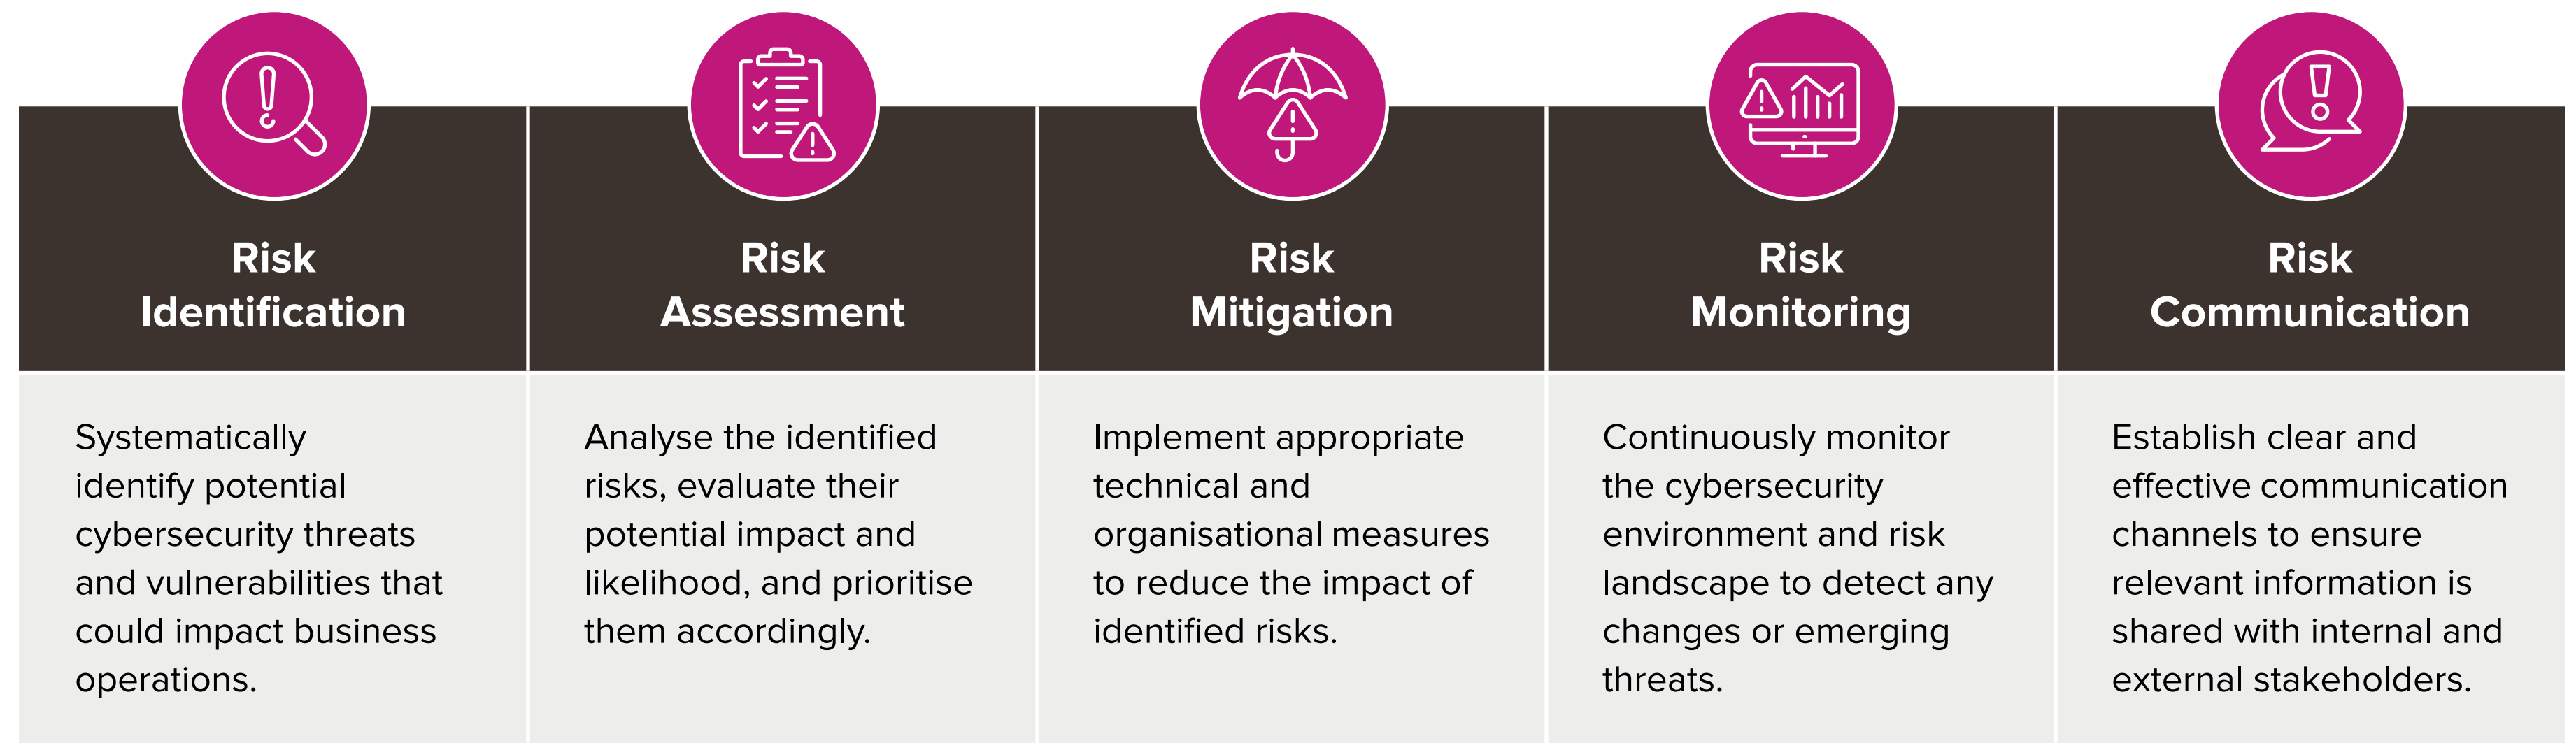 Risk
Identification
Systematically
identify potential
cybersecurity threats
and vulnerabilities that
could impact business
operations.
Risk
Assessment
Analyse the identified
risks, evaluate their
potential impact and
likelihood, and prioritise
them accordingly.
Risk
Mitigation
Implement appropriate
technical and
organisational measures
to reduce the impact of
identified risks.
Risk
Monitoring
Continuously monitor
the cybersecurity
environment and risk
landscape to detect any
changes or emerging
threats.
Risk
Communication
Establish clear and
effective communication
channels to ensure
relevant information is
shared with internal and
external stakeholders.